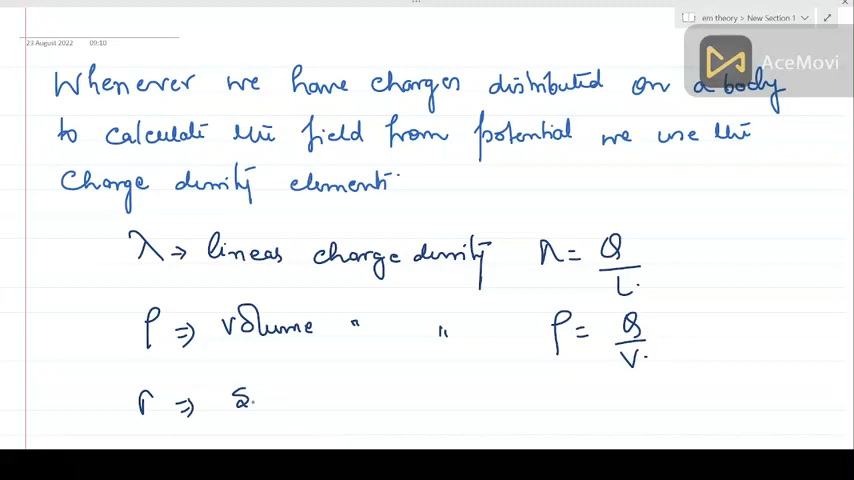 em theory > New Section 1
23 August 2022 09:10
AceMovi
Whenever we have charges distributed on a body
to calculate the field from potential we use the
Charge density elements.
λ ⇒ linear charge density λ = Q/L.
ρ ⇒ volume " " ρ = Q/V.
σ ⇒ S